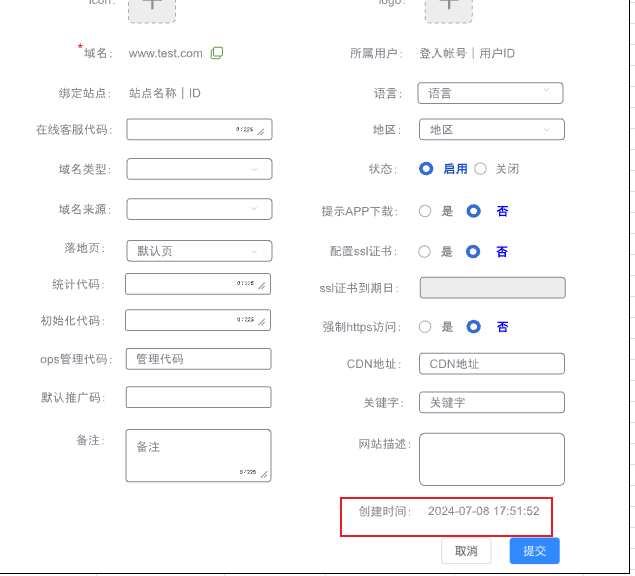 icon:
logo:
*域名: www.test.com
所属用户: 登入帐号｜用户ID
绑定站点: 站点名称｜ID
语言: 语言
在线客服代码: 0/225
地区: 地区
域名类型:
状态: 启用 关闭
域名来源:
提示APP下载: 是 否
落地页: 默认页
配置ssl证书: 是 否
统计代码: 0/225
ssl证书到期日:
初始化代码: 0/225
强制https访问: 是 否
ops管理代码: 管理代码
CDN地址: CDN地址
默认推广码:
关键字: 关键字
备注: 备注 0/225
网站描述:
创建时间: 2024-07-08 17:51:52
取消 提交